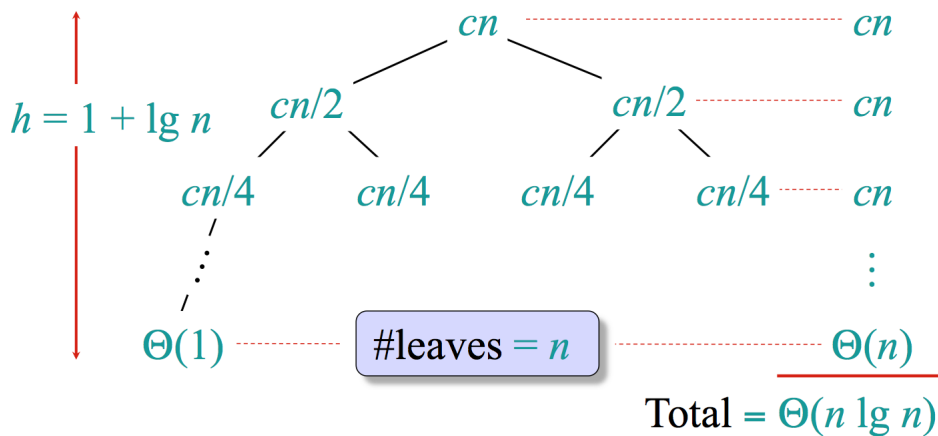 cn cn
h = 1 + lg n cn/2 cn/2 cn
cn/4 cn/4 cn/4 cn/4 cn
⋮ ⋮
Θ(1) #leaves = n Θ(n)
Total = Θ(n lg n)